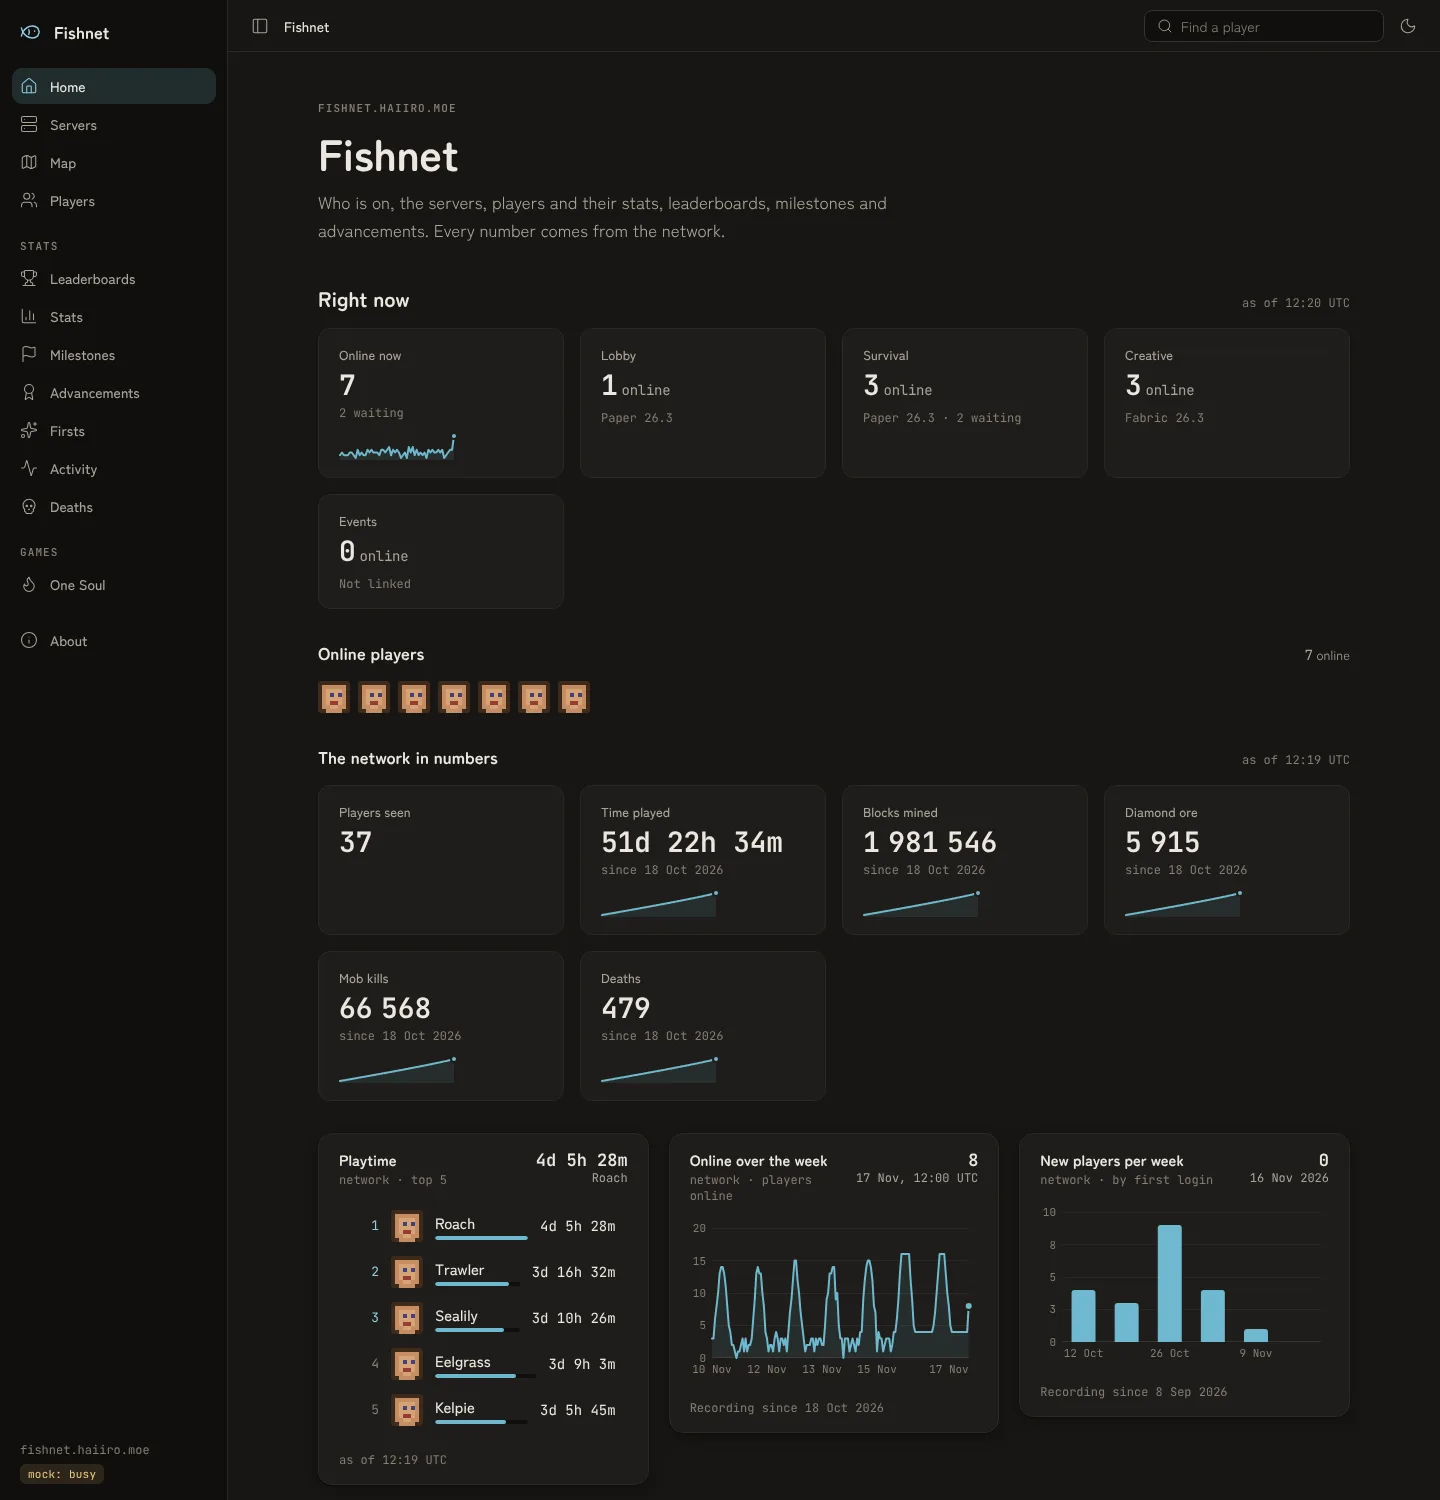 Fishnet
Home
Servers
Map
Players
STATS
Leaderboards
Stats
Milestones
Advancements
Firsts
Activity
Deaths
GAMES
One Soul
About
fishnet.haiiro.moe
mock: busy
Fishnet
Find a player
FISHNET.HAIIRO.MOE
Fishnet
Who is on, the servers, players and their stats, leaderboards, milestones and
advancements. Every number comes from the network.
Right now
as of 12:20 UTC
Online now
7
2 waiting
Lobby
1 online
Paper 26.3
Survival
3 online
Paper 26.3 · 2 waiting
Creative
3 online
Fabric 26.3
Events
0 online
Not linked
Online players
7 online
The network in numbers
as of 12:19 UTC
Players seen
37
Time played
51d 22h 34m
since 18 Oct 2026
Blocks mined
1 981 546
since 18 Oct 2026
Diamond ore
5 915
since 18 Oct 2026
Mob kills
66 568
since 18 Oct 2026
Deaths
479
since 18 Oct 2026
Playtime
4d 5h 28m
network · top 5
Roach
1 Roach 4d 5h 28m
2 Trawler 3d 16h 32m
3 Sealily 3d 10h 26m
4 Eelgrass 3d 9h 3m
5 Kelpie 3d 5h 45m
as of 12:19 UTC
Online over the week
8
network · players
online
17 Nov, 12:00 UTC
20
15
10
5
0
10 Nov 12 Nov 13 Nov 15 Nov 17 Nov
Recording since 18 Oct 2026
New players per week
0
network · by first login
16 Nov 2026
10
8
5
3
0
12 Oct 26 Oct 9 Nov
Recording since 8 Sep 2026